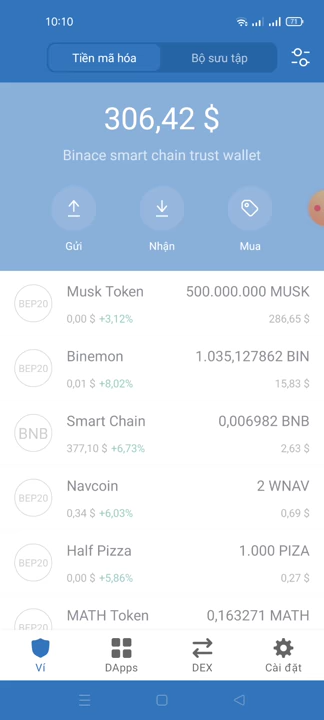 10:10
71
Tiền mã hóa
Bộ sưu tập
306,42 $
Binace smart chain trust wallet
Gửi
Nhận
Mua
BEP20
Musk Token
500.000.000 MUSK
0,00 $ +3,12%
286,65 $
BEP20
Binemon
1.035,127862 BIN
0,01 $ +8,02%
15,83 $
BNB
Smart Chain
0,006982 BNB
377,10 $ +6,73%
2,63 $
BEP20
Navcoin
2 WNAV
0,34 $ +6,03%
0,69 $
BEP20
Half Pizza
1.000 PIZA
0,00 $ +5,86%
0,27 $
BEP20
MATH Token
0,163271 MATH
Ví
DApps
DEX
Cài đặt